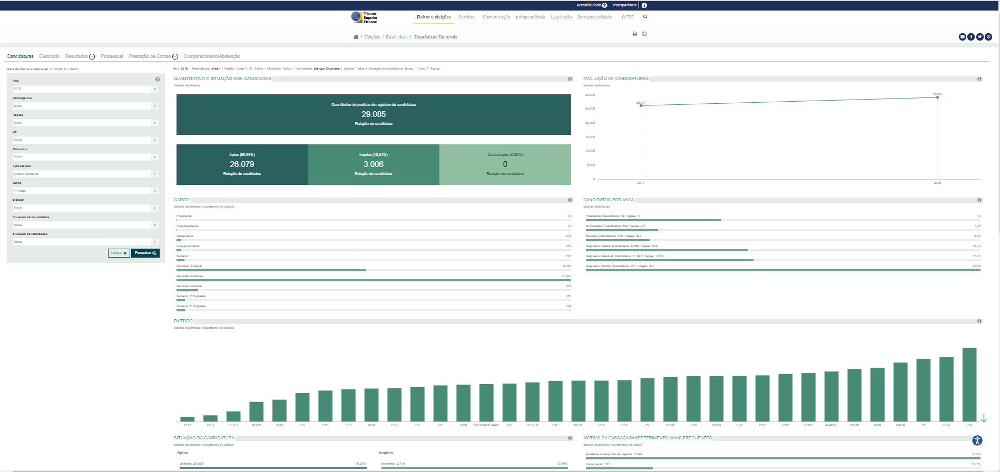 Acessibilidade Transparência
Tribunal
Superior
Eleitoral
Eleitor e eleições Partidos Comunicação Jurisprudência Legislação Serviços judiciais O TSE
/ Eleições / Estatísticas / Estatísticas Eleitorais
Candidaturas Eleitorado Resultados Processual Prestação de Contas Comparecimento/Abstenção
Data da última atualização: 5.12.2019 - 18:23
Ano: 2018 | Abrangência: Brasil | Região: Todas | UF: Todas | Município: Todos | Tipo eleição: Eleição Ordinária | Eleição: Todas | Situação da candidatura: Todas | Turno: 1º Turno
Ano
2018
Abrangência
Brasil
Região
Todas
UF
Todas
Município
Todos
Tipo eleição
Eleição Ordinária
Turno
1º Turno
Eleição
Todas
Situação da candidatura
Todas
Situação de totalização
Todas
Limpar x
Pesquisar
QUANTITATIVO E SITUAÇÃO DOS CANDIDATOS
tabelas detalhadas
Quantitativo de pedidos de registros de candidatura
29.085
Relação de candidatos
Aptos (89,66%)
26.079
Relação de candidatos
Inaptos (10,34%)
3.006
Relação de candidatos
Cadastrados (0,00%)
0
Relação de candidatos
EVOLUÇÃO DE CANDIDATURAS
tabelas detalhadas
30.000
25.000
20.000
15.000
10.000
5.000
0
26.174
29.085
2014
2018
CARGO
tabelas detalhadas (cruzamento de dados)
Presidente 14
Vice-presidente 14
Governador 202
Vice-governador 208
Senador 358
Deputado Federal 8.588
Deputado Estadual 17.941
Deputado Distrital 981
Senador 1º Suplente 385
Senador 2º Suplente 394
CANDIDATOS POR VAGA
tabelas detalhadas
Presidente (Candidatos: 14 / Vagas: 1) 14
Governador (Candidatos: 202 / Vagas: 27) 7,48
Senador (Candidatos: 358 / Vagas: 54) 6,63
Deputado Federal (Candidatos: 8.588 / Vagas: 513) 16,74
Deputado Estadual (Candidatos: 17.941 / Vagas: 1.035) 17,33
Deputado Distrital (Candidatos: 981 / Vagas: 24) 40,88
PARTIDO
tabelas detalhadas (cruzamento de dados)
PCB PCO PSTU NOVO PMB PPL PTB PPS DEM PSD PR PP PMN SOLIDARIEDADE DC PC do B PTC REDE PRB PSC PV PODE PSB PSDB PDT PRP PHS PRTB AVANTE PROS MDB PATRI PT PSOL PSL
SITUAÇÃO DA CANDIDATURA
tabelas detalhadas (cruzamento de dados)
Aptos
Deferido: 25.893 99,29%
Inaptos
Indeferido: 2.178 72,46%
MOTIVO DA CASSAÇÃO/INDEFERIMENTO (MAIS FREQUENTES)
tabelas detalhadas (cruzamento de dados)
Ausência de requisito de registro : 1.849 71,5%
Impugnação: 313 12,1%